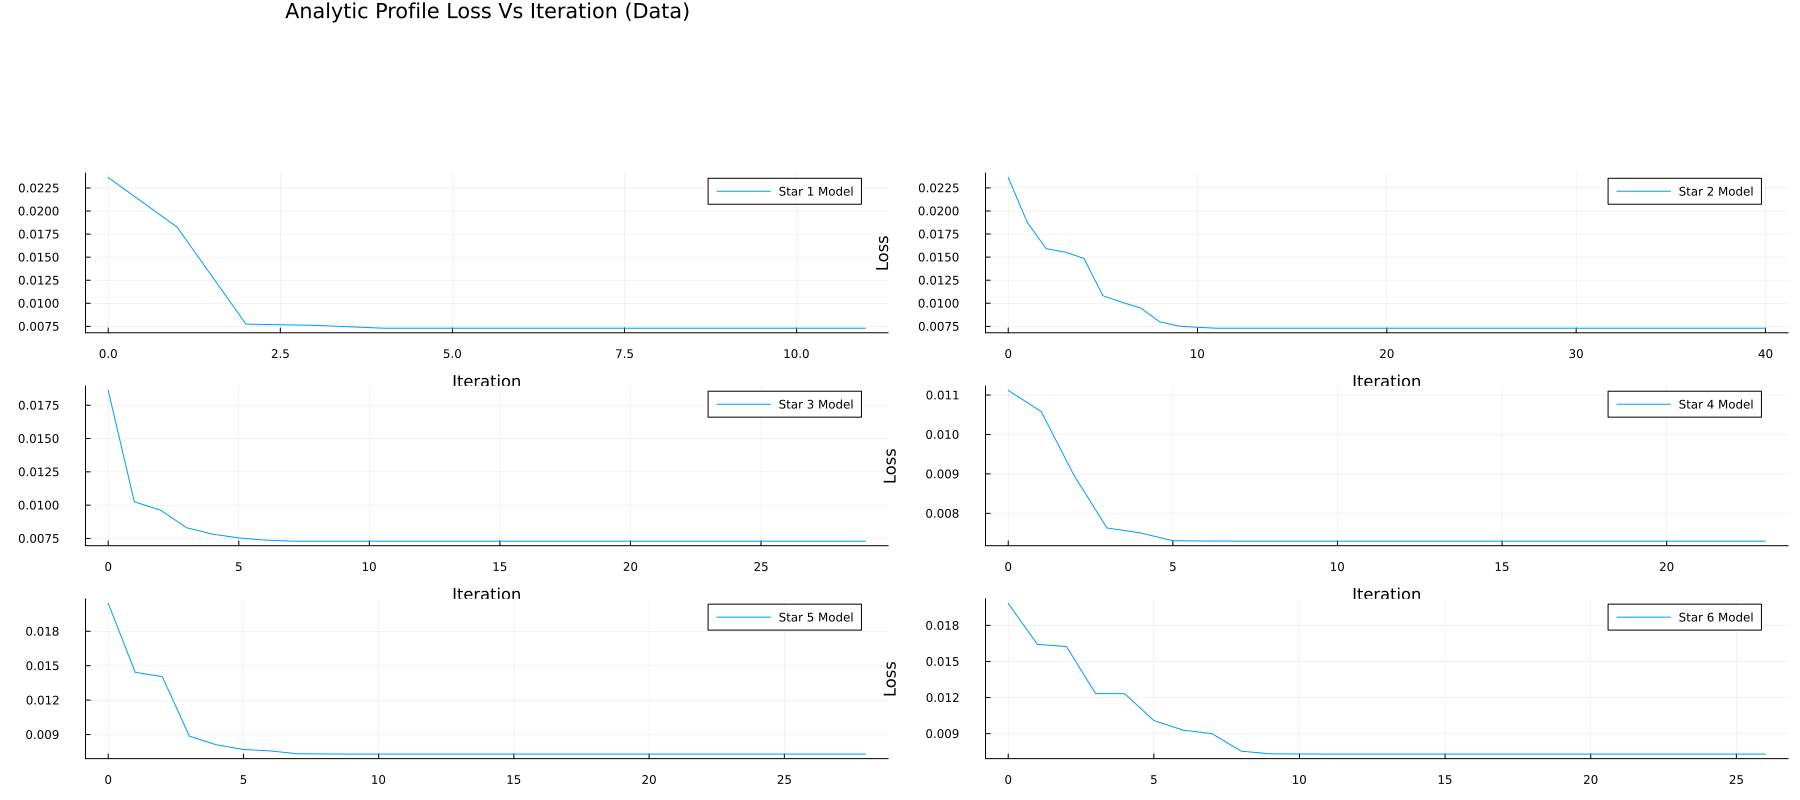 Analytic Profile Loss Vs Iteration (Data)
0.0225
0.0200
0.0175
0.0150
0.0125
0.0100
0.0075
Star 1 Model
0.0 2.5 5.0 7.5 10.0
Iteration
Loss
0.0225
0.0200
0.0175
0.0150
0.0125
0.0100
0.0075
Star 2 Model
0 10 20 30 40
Iteration
0.0175
0.0150
0.0125
0.0100
0.0075
Star 3 Model
0 5 10 15 20 25
Iteration
Loss
0.011
0.010
0.009
0.008
Star 4 Model
0 5 10 15 20
Iteration
0.018
0.015
0.012
0.009
Star 5 Model
0 5 10 15 20 25
Loss
0.018
0.015
0.012
0.009
Star 6 Model
0 5 10 15 20 25